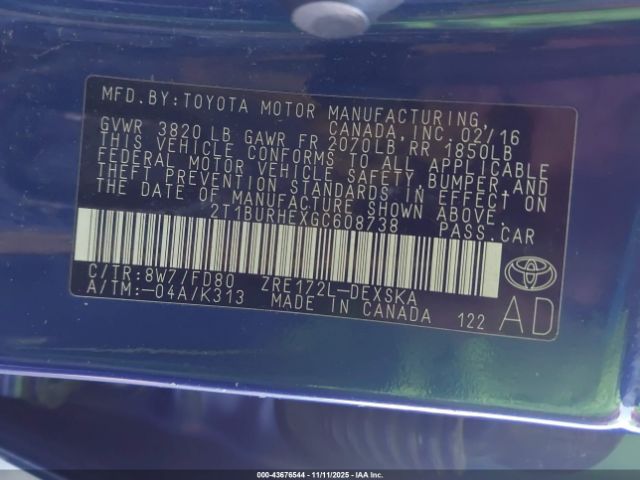 MFD. BY: TOYOTA MOTOR MANUFACTURING,
CANADA, INC. 02/16
GVWR 3820 LB GAWR FR 2070LB RR 1850LB
THIS VEHICLE CONFORMS TO ALL APPLICABLE
FEDERAL MOTOR VEHICLE SAFETY, BUMPER, AND
THEFT PREVENTION STANDARDS IN EFFECT ON
THE DATE OF MANUFACTURE SHOWN ABOVE.
2T1BURHEXGC608738 PASS. CAR
C/TR: 8W7/FD80 ZRE172L-DEXSKA
A/TM: -04A/K313 MADE IN CANADA 122 AD
000-43676544 - 11/11/2025 - IAA Inc.